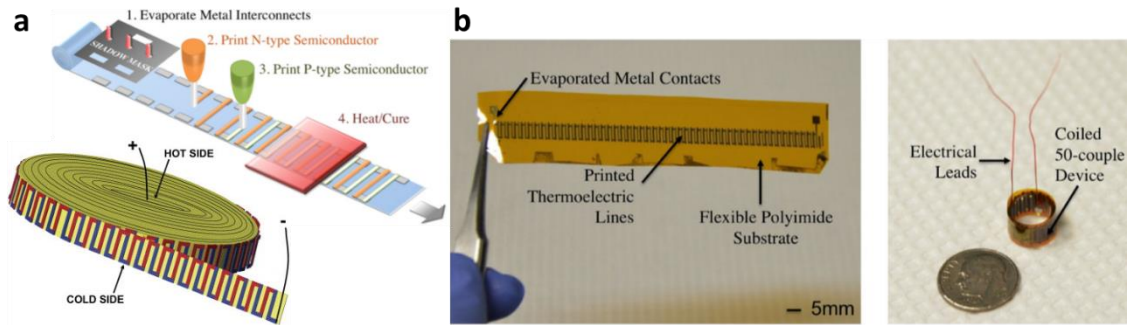 a
1. Evaporate Metal Interconnects
SHADOW MASK
2. Print N-type Semiconductor
3. Print P-type Semiconductor
4. Heat/Cure
+
HOT SIDE
-
COLD SIDE
b
Evaporated Metal Contacts
Printed
Thermoelectric
Lines
Flexible Polyimide
Substrate
5mm
Electrical
Leads
Coiled
50-couple
Device